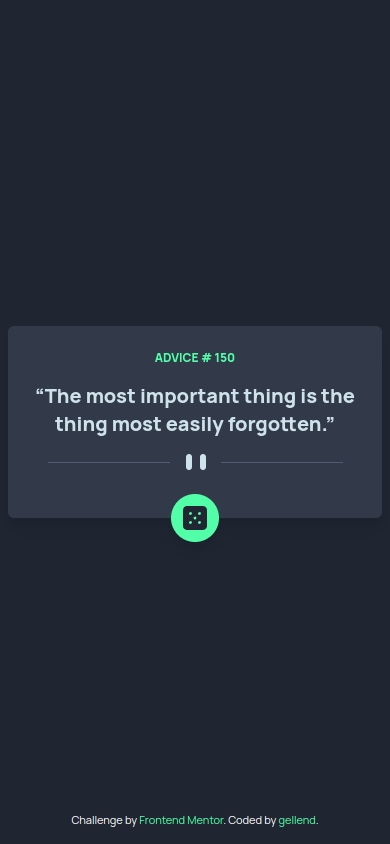 ADVICE # 150
“The most important thing is the
thing most easily forgotten.”
Challenge by Frontend Mentor. Coded by gellend.